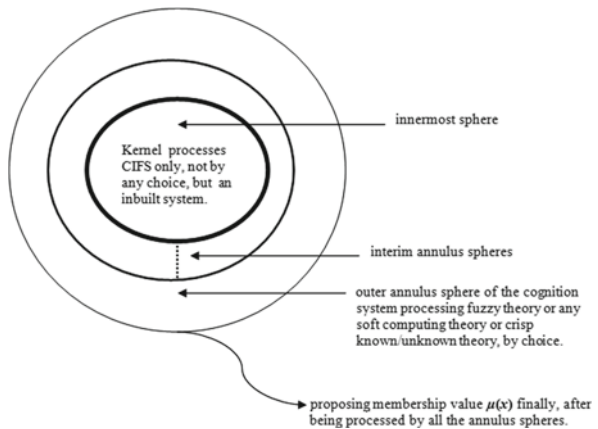 innermost sphere
Kernel processes
CIFS only, not by
any choice, but an
inbuilt system.
interim annulus spheres
outer annulus sphere of the cognition
system processing fuzzy theory or any
soft computing theory or crisp
known/unknown theory, by choice.
proposing membership value μ(x) finally, after
being processed by all the annulus spheres.